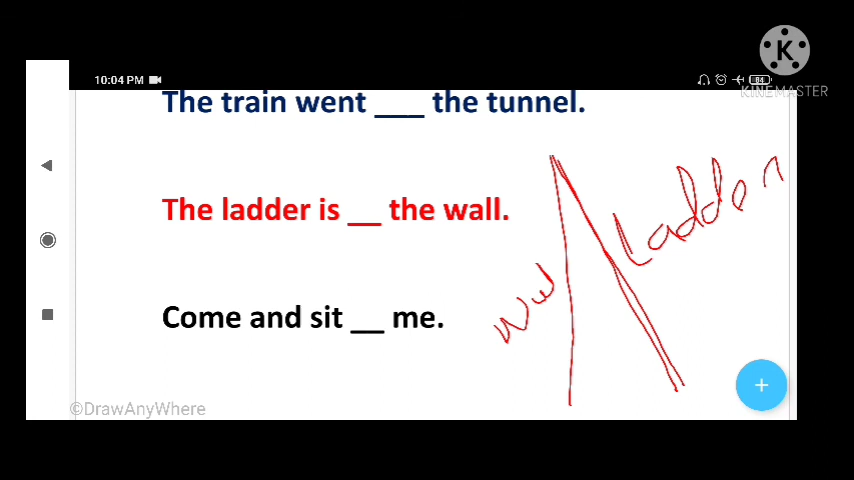 10:04 PM
84
KINEMASTER
The train went ___ the tunnel.
The ladder is __ the wall.
Ladder
Come and sit __ me.
©DrawAnyWhere